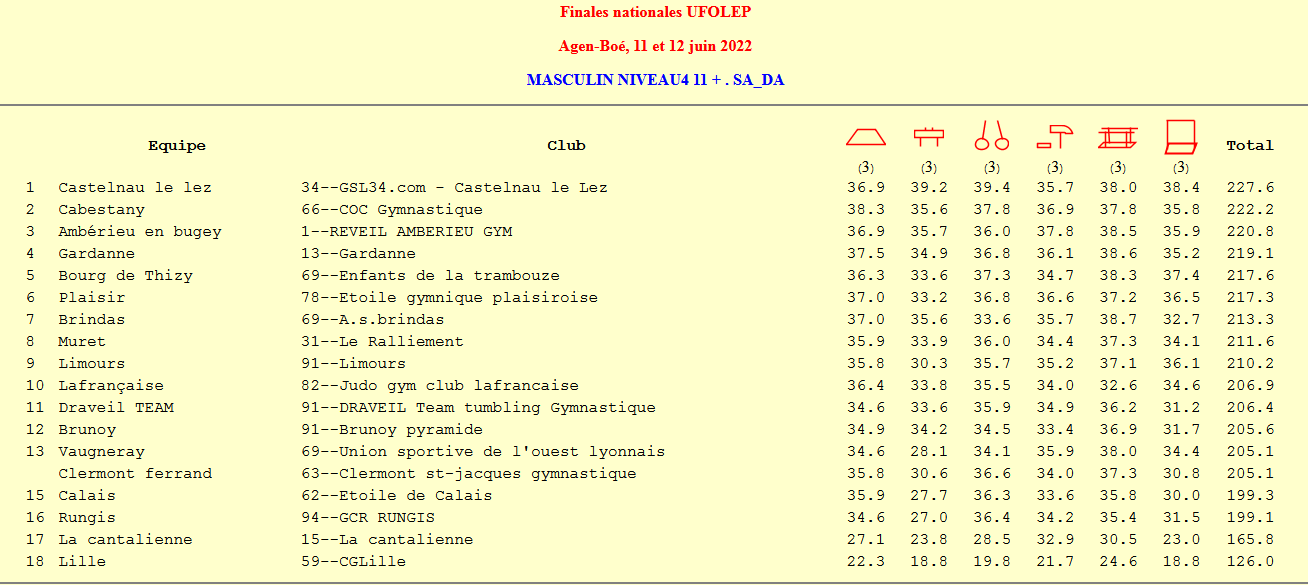 Finales nationales UFOLEP
Agen-Boé, 11 et 12 juin 2022
MASCULIN NIVEAU4 11 + . SA_DA
Equipe Club Total
(3) (3) (3) (3) (3) (3)
1 Castelnau le lez 34--GSL34.com - Castelnau le Lez 36.9 39.2 39.4 35.7 38.0 38.4 227.6
2 Cabestany 66--COC Gymnastique 38.3 35.6 37.8 36.9 37.8 35.8 222.2
3 Ambérieu en bugey 1--REVEIL AMBERIEU GYM 36.9 35.7 36.0 37.8 38.5 35.9 220.8
4 Gardanne 13--Gardanne 37.5 34.9 36.8 36.1 38.6 35.2 219.1
5 Bourg de Thizy 69--Enfants de la trambouze 36.3 33.6 37.3 34.7 38.3 37.4 217.6
6 Plaisir 78--Etoile gymnique plaisiroise 37.0 33.2 36.8 36.6 37.2 36.5 217.3
7 Brindas 69--A.s.brindas 37.0 35.6 33.6 35.7 38.7 32.7 213.3
8 Muret 31--Le Ralliement 35.9 33.9 36.0 34.4 37.3 34.1 211.6
9 Limours 91--Limours 35.8 30.3 35.7 35.2 37.1 36.1 210.2
10 Lafrançaise 82--Judo gym club lafrancaise 36.4 33.8 35.5 34.0 32.6 34.6 206.9
11 Draveil TEAM 91--DRAVEIL Team tumbling Gymnastique 34.6 33.6 35.9 34.9 36.2 31.2 206.4
12 Brunoy 91--Brunoy pyramide 34.9 34.2 34.5 33.4 36.9 31.7 205.6
13 Vaugneray 69--Union sportive de l'ouest lyonnais 34.6 28.1 34.1 35.9 38.0 34.4 205.1
Clermont ferrand 63--Clermont st-jacques gymnastique 35.8 30.6 36.6 34.0 37.3 30.8 205.1
15 Calais 62--Etoile de Calais 35.9 27.7 36.3 33.6 35.8 30.0 199.3
16 Rungis 94--GCR RUNGIS 34.6 27.0 36.4 34.2 35.4 31.5 199.1
17 La cantalienne 15--La cantalienne 27.1 23.8 28.5 32.9 30.5 23.0 165.8
18 Lille 59--CGLille 22.3 18.8 19.8 21.7 24.6 18.8 126.0